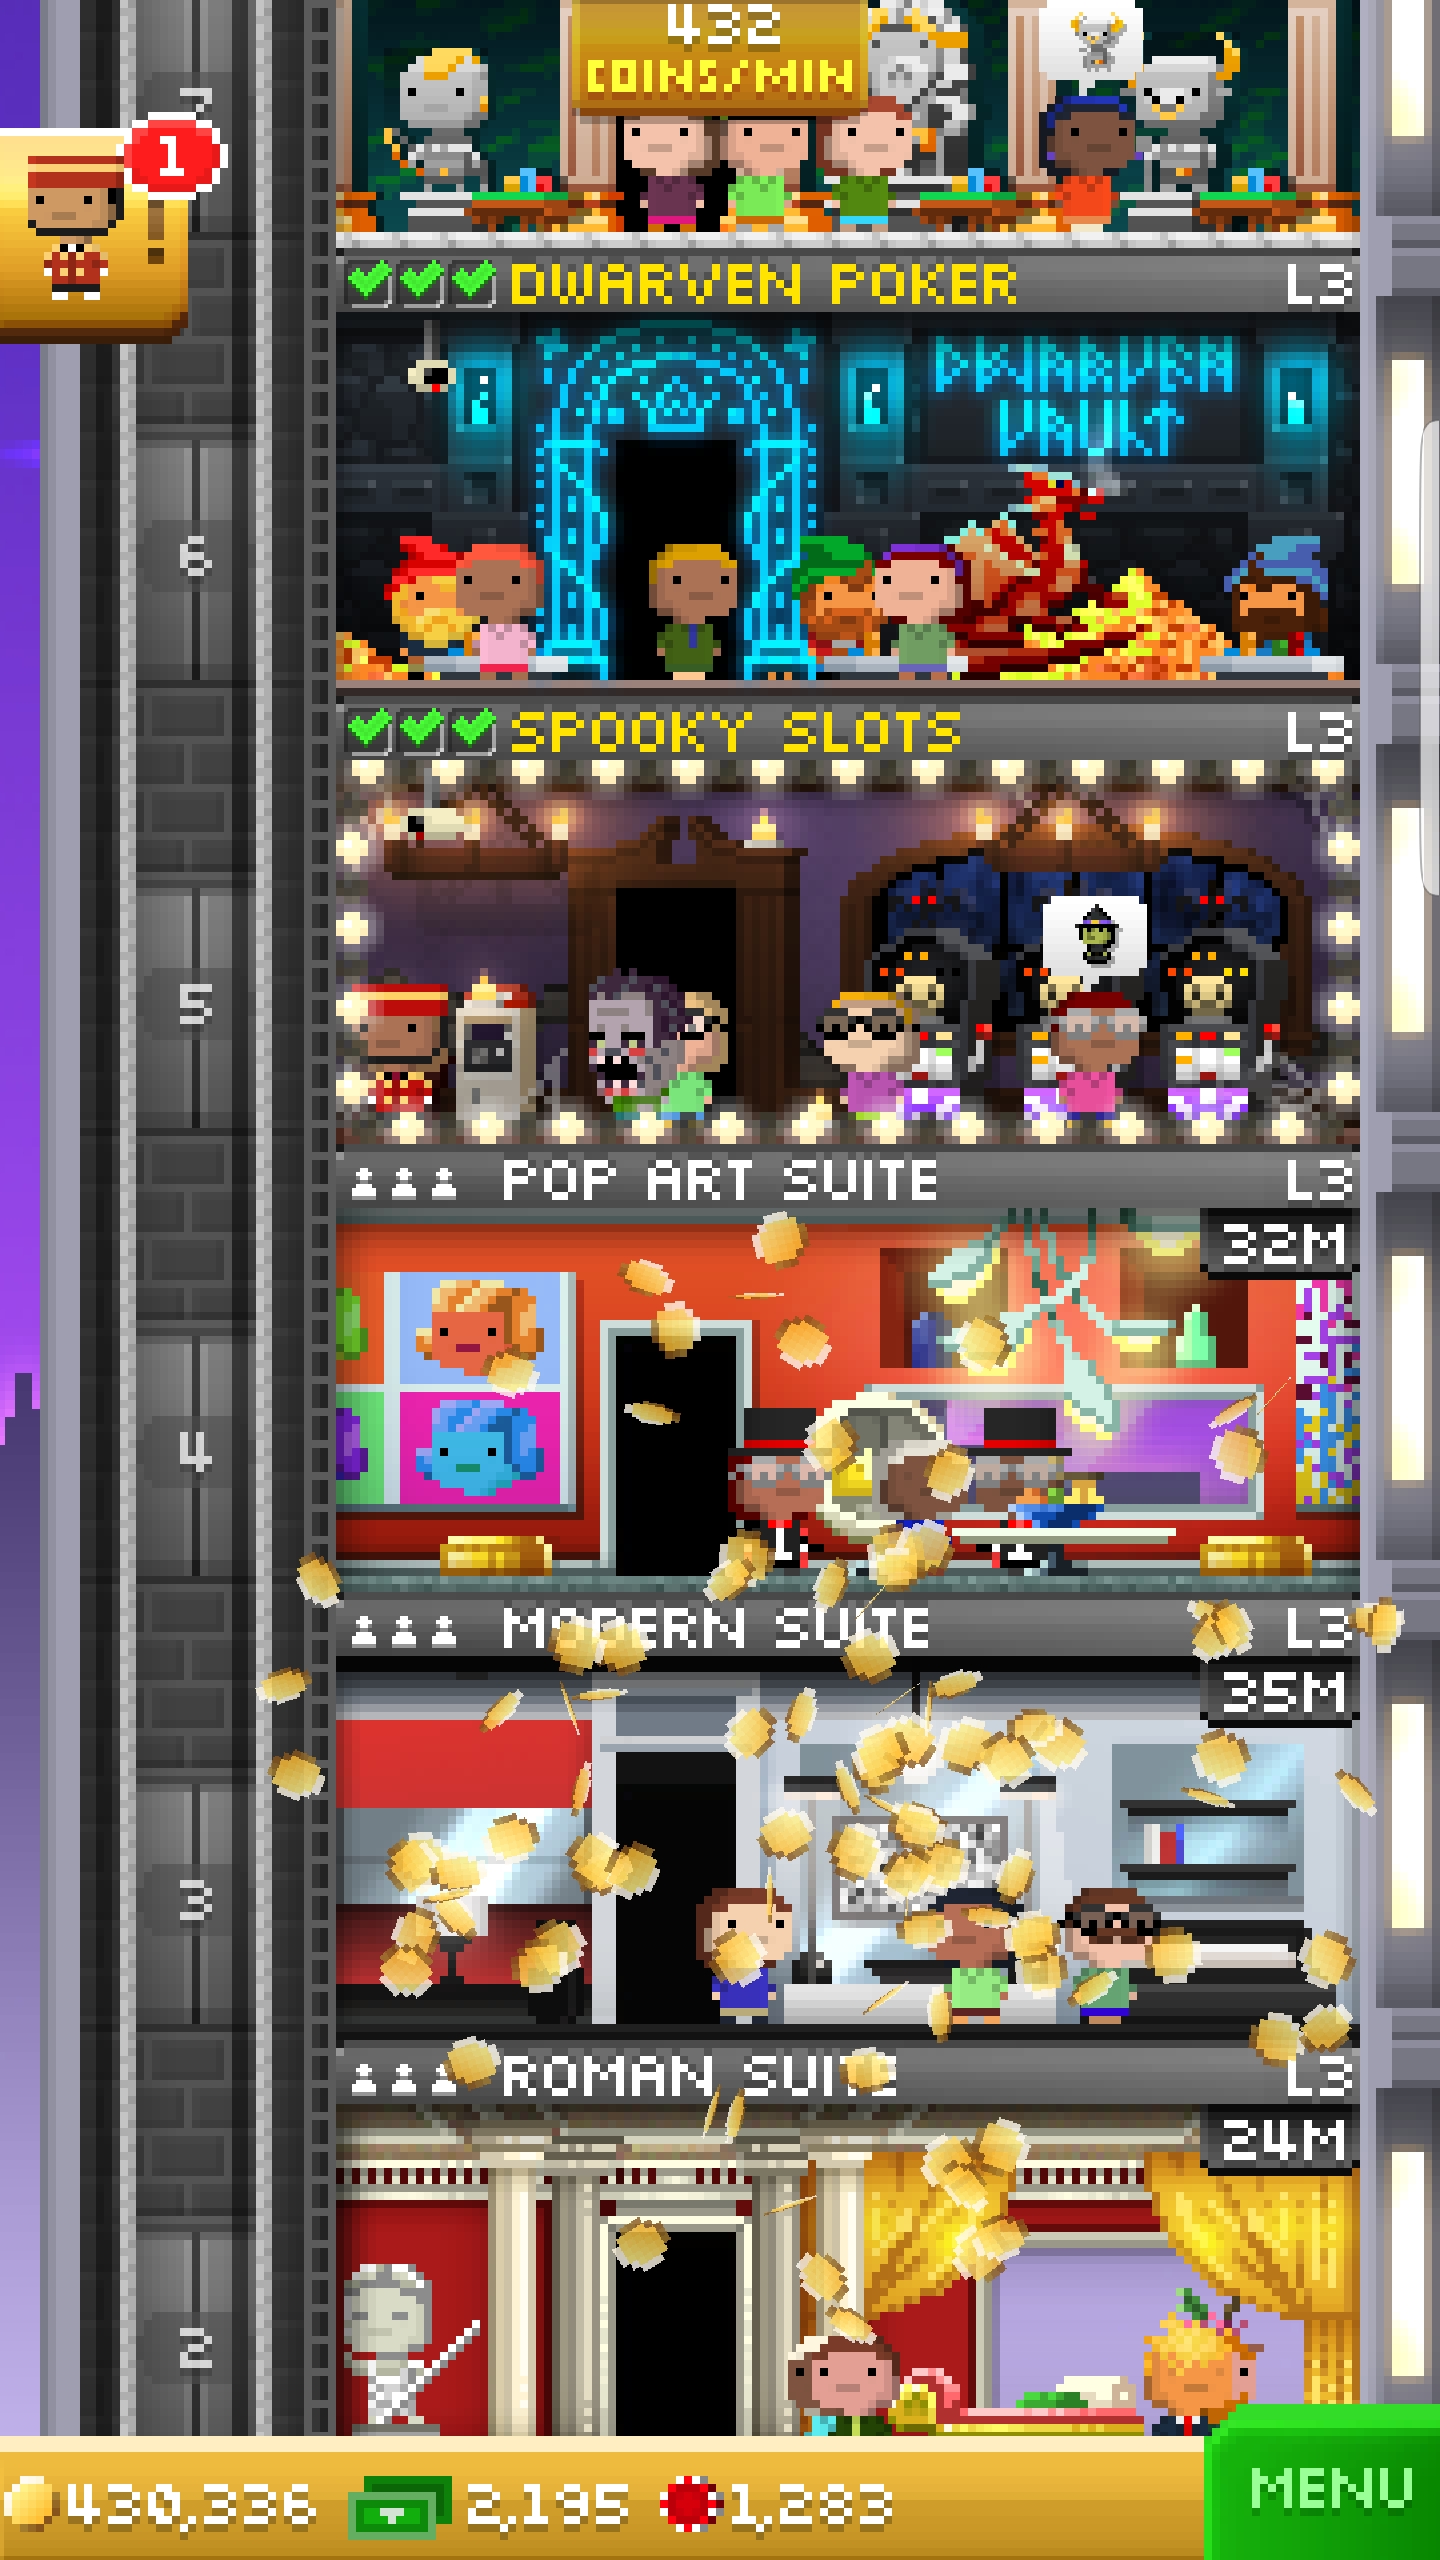 432
COINS/MIN
7
1
DWARVEN POKER L3
DWARVEN
VAULT
6
SPOOKY SLOTS L3
5
POP ART SUITE L3
32M
4
MODERN SUITE L3
35M
3
ROMAN SUITE L3
24M
2
430,336 2,195 1,283 MENU